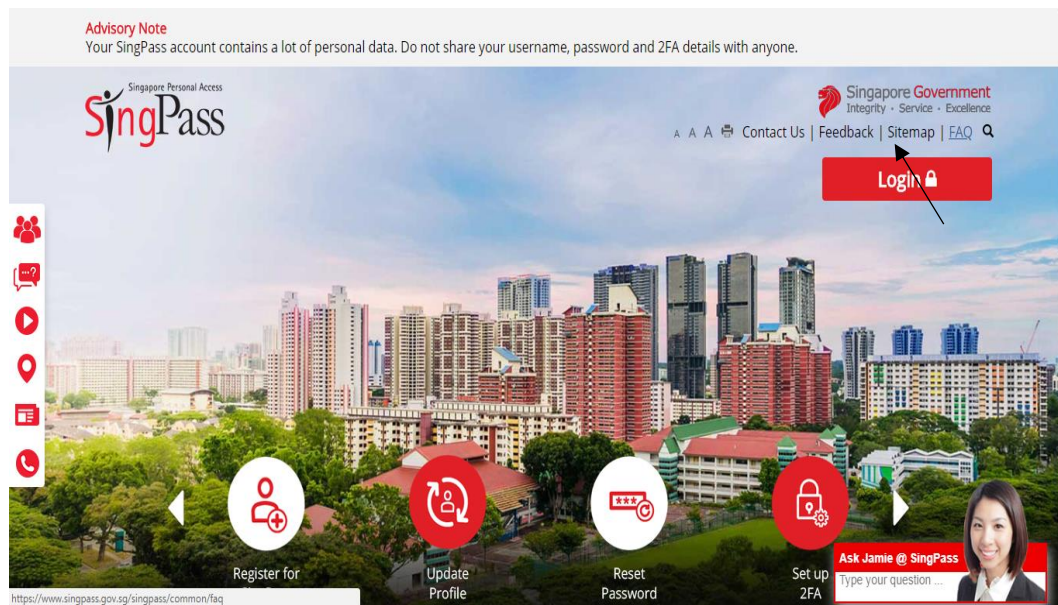 Advisory Note
Your SingPass account contains a lot of personal data. Do not share your username, password and 2FA details with anyone.
Singapore Personal Access
SingPass
Singapore Government
Integrity · Service · Excellence
A A A Contact Us | Feedback | Sitemap | FAQ
Login
Register for
Update
Profile
Reset
Password
Set up
2FA
Ask Jamie @ SingPass
Type your question ...
https://www.singpass.gov.sg/singpass/common/faq